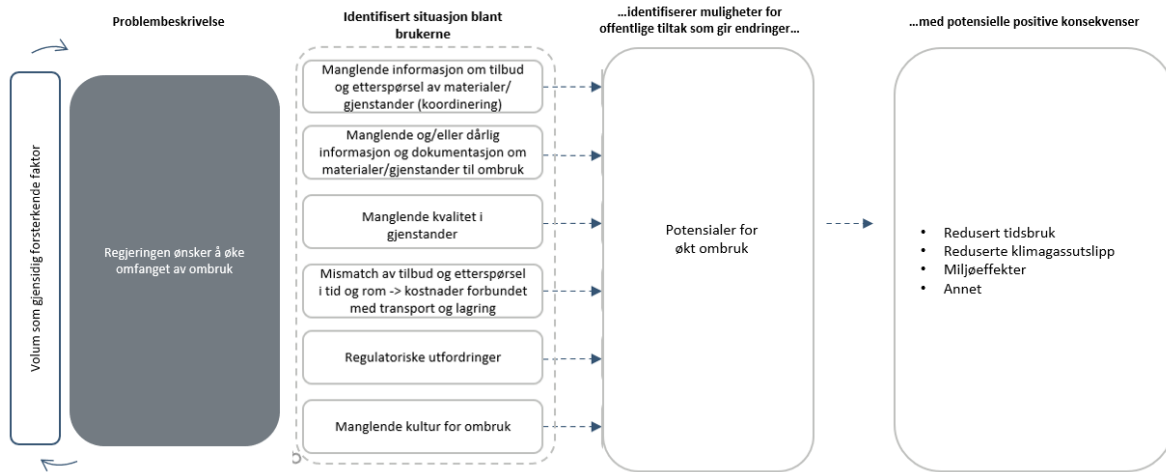 Problembeskrivelse
Identifisert situasjon blant
brukerne
…identifiserer muligheter for
offentlige tiltak som gir endringer…
…med potensielle positive konsekvenser
Volum som gjensidig forsterkende faktor
Regjeringen ønsker å øke
omfanget av ombruk
Manglende informasjon om tilbud
og etterspørsel av materialer/
gjenstander (koordinering)
Manglende og/eller dårlig
informasjon og dokumentasjon om
materialer/gjenstander til ombruk
Manglende kvalitet i
gjenstander
Mismatch av tilbud og etterspørsel
i tid og rom -> kostnader forbundet
med transport og lagring
Regulatoriske utfordringer
Manglende kultur for ombruk
Potensialer for
økt ombruk
• Redusert tidsbruk
• Reduserte klimagassutslipp
• Miljøeffekter
• Annet